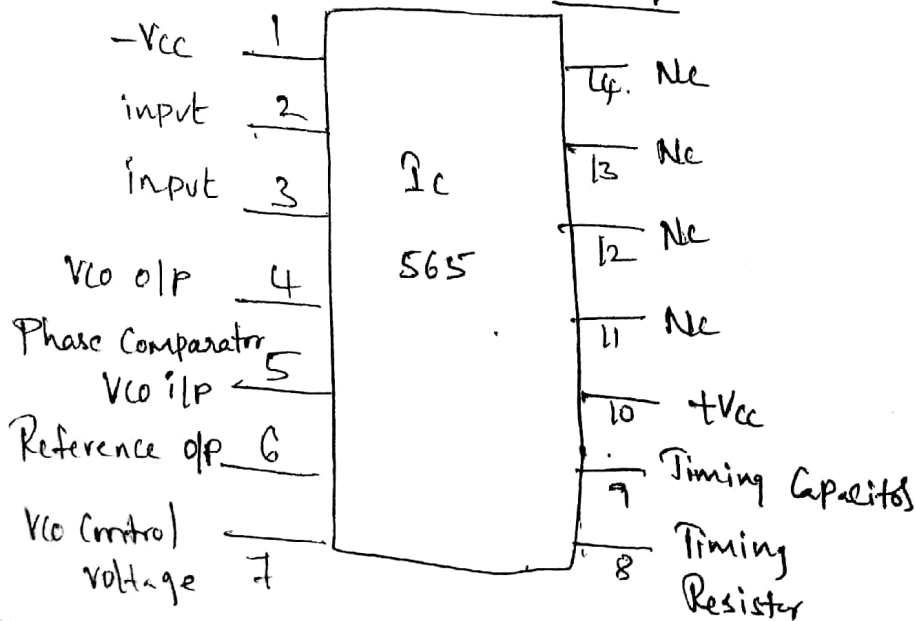 -Vcc 1
input 2
input 3
VCO o/p 4
Phase Comparator
VCO i/p 5
Reference o/p 6
VCO Control
voltage 7
Ic
565
14. Nc
13 Nc
12 Nc
11 Nc
10 +Vcc
9 Timing Capacitor
8 Timing
Resistor